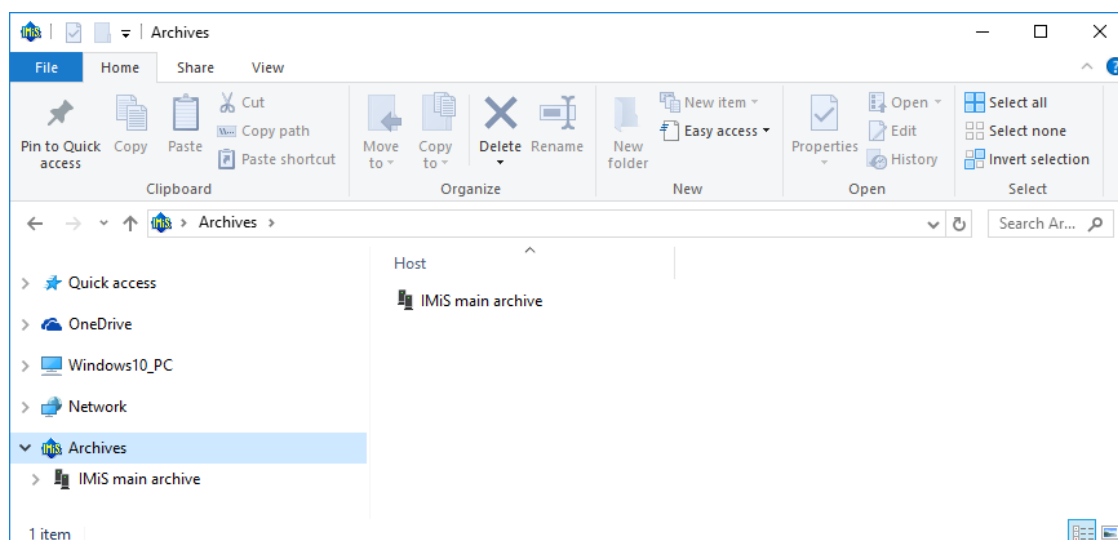 IMiS Archives
File Home Share View
Pin to Quick access
Copy
Paste
Cut
Copy path
Paste shortcut
Clipboard
Move to
Copy to
Delete
Rename
Organize
New folder
New item
Easy access
New
Properties
Open
Edit
History
Open
Select all
Select none
Invert selection
Select
IMiS Archives
Search Ar...
Quick access
OneDrive
Windows10_PC
Network
IMiS Archives
IMiS main archive
Host
IMiS main archive
1 item